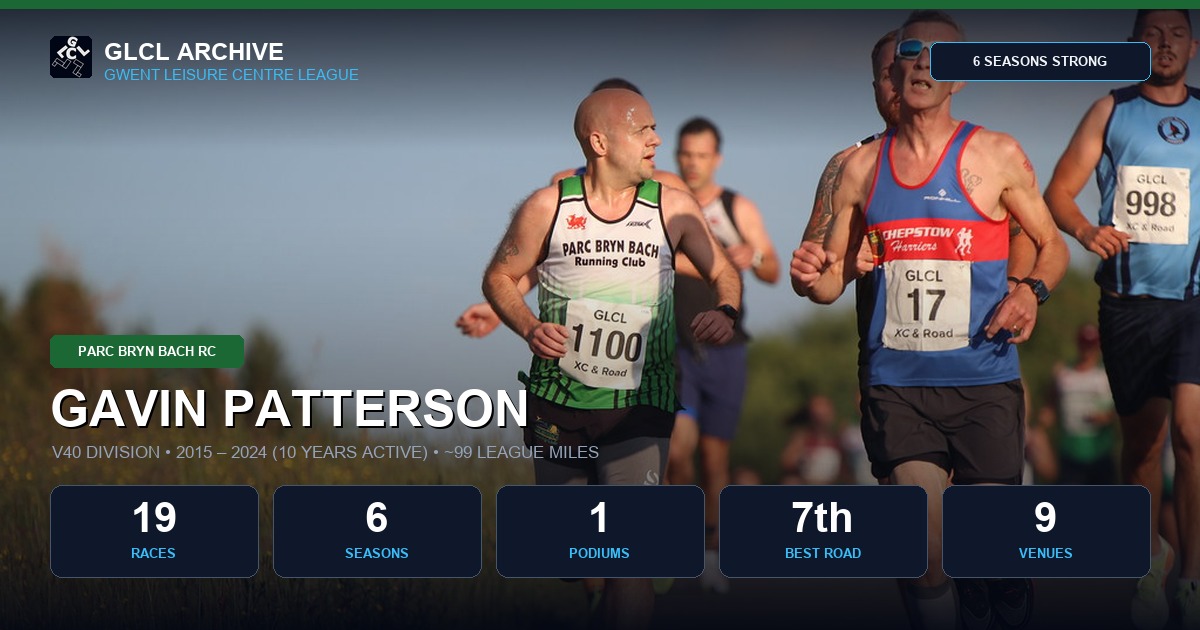 GC
GLCL ARCHIVE
GWENT LEISURE CENTRE LEAGUE
6 SEASONS STRONG
PARC BRYN BACH
Running Club
GLCL
1100
XC & Road
RONHILL
CHEPSTOW
Harriers
GLCL
17
XC & Road
GLCL
998
XC & Road
PARC BRYN BACH RC
GAVIN PATTERSON
V40 DIVISION • 2015 – 2024 (10 YEARS ACTIVE) • ~99 LEAGUE MILES
19
RACES
6
SEASONS
1
PODIUMS
7th
BEST ROAD
9
VENUES